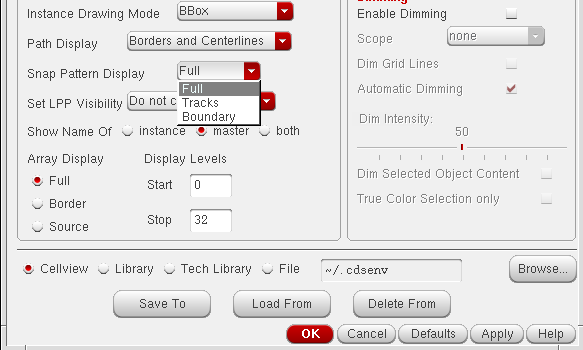 Dimming
Instance Drawing Mode BBox
Enable Dimming
Path Display Borders and Centerlines
Scope none
Snap Pattern Display Full
Dim Grid Lines
Full
Automatic Dimming
Set LPP Visibility Do not c
Tracks
Boundary
Dim Intensity:
50
Show Name Of instance master both
Array Display Display Levels
Full Start 0
Dim Selected Object Content
Border
True Color Selection only
Source Stop 32
Cellview Library Tech Library File ~/.cdsenv Browse...
Save To Load From Delete From
OK Cancel Defaults Apply Help